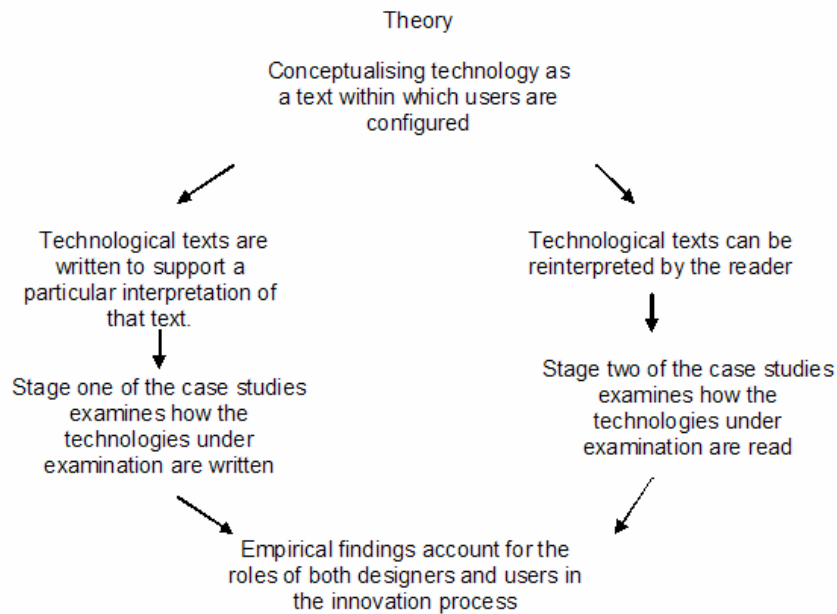 Theory
Conceptualising technology as
a text within which users are
configured
Technological texts are
written to support a
particular interpretation of
that text.
Technological texts can be
reinterpreted by the reader
Stage one of the case studies
examines how the
technologies under
examination are written
Stage two of the case studies
examines how the
technologies under
examination are read
Empirical findings account for the
roles of both designers and users in
the innovation process